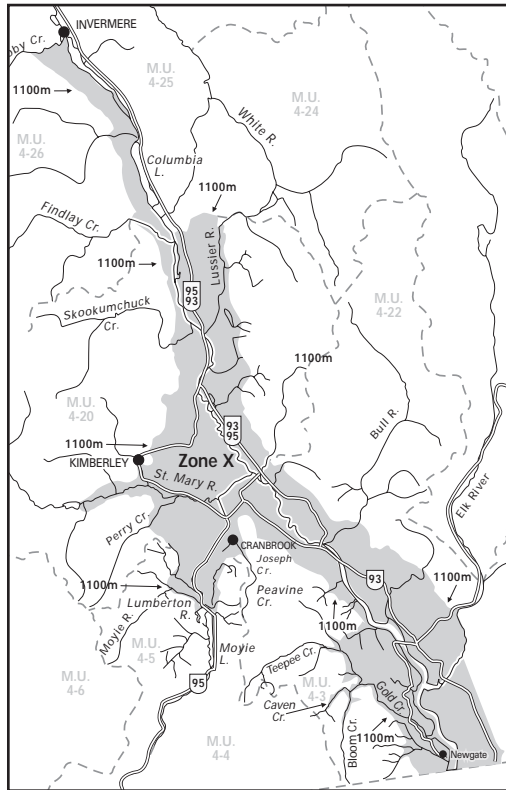 INVERMERE
oby Cr.
M.U.
4-25
1100m
M.U.
4-24
White R.
M.U.
4-26
Columbia
L.
1100m
Findlay Cr.
Lussier R.
1100m
95
93
M.U.
4-22
Skookumchuck
Cr.
1100m
M.U.
4-20
93
95
Bull R.
1100m
KIMBERLEY
Zone X
St. Mary R.
Elk River
Perry Cr.
CRANBROOK
Joseph
Cr.
93
1100m
1100m
Peavine
Cr.
Lumberton
R.
1100m
Moyie R.
M.U.
4-5
Moyie
L.
Teepee Cr.
M.U.
4-6
M.U.
4-3
95
Gold Cr.
Caven
Cr.
Bloom Cr.
1100m
M.U.
4-4
Newgate